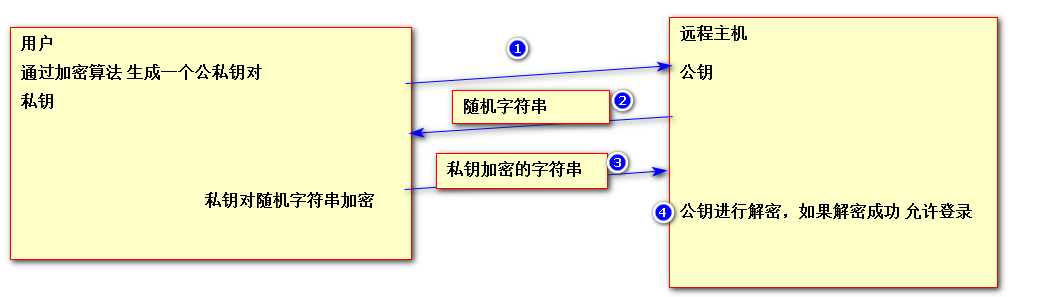 用户
通过加密算法 生成一个公私钥对
私钥
私钥对随机字符串加密
1
随机字符串
2
私钥加密的字符串
3
远程主机
公钥
4
公钥进行解密，如果解密成功 允许登录